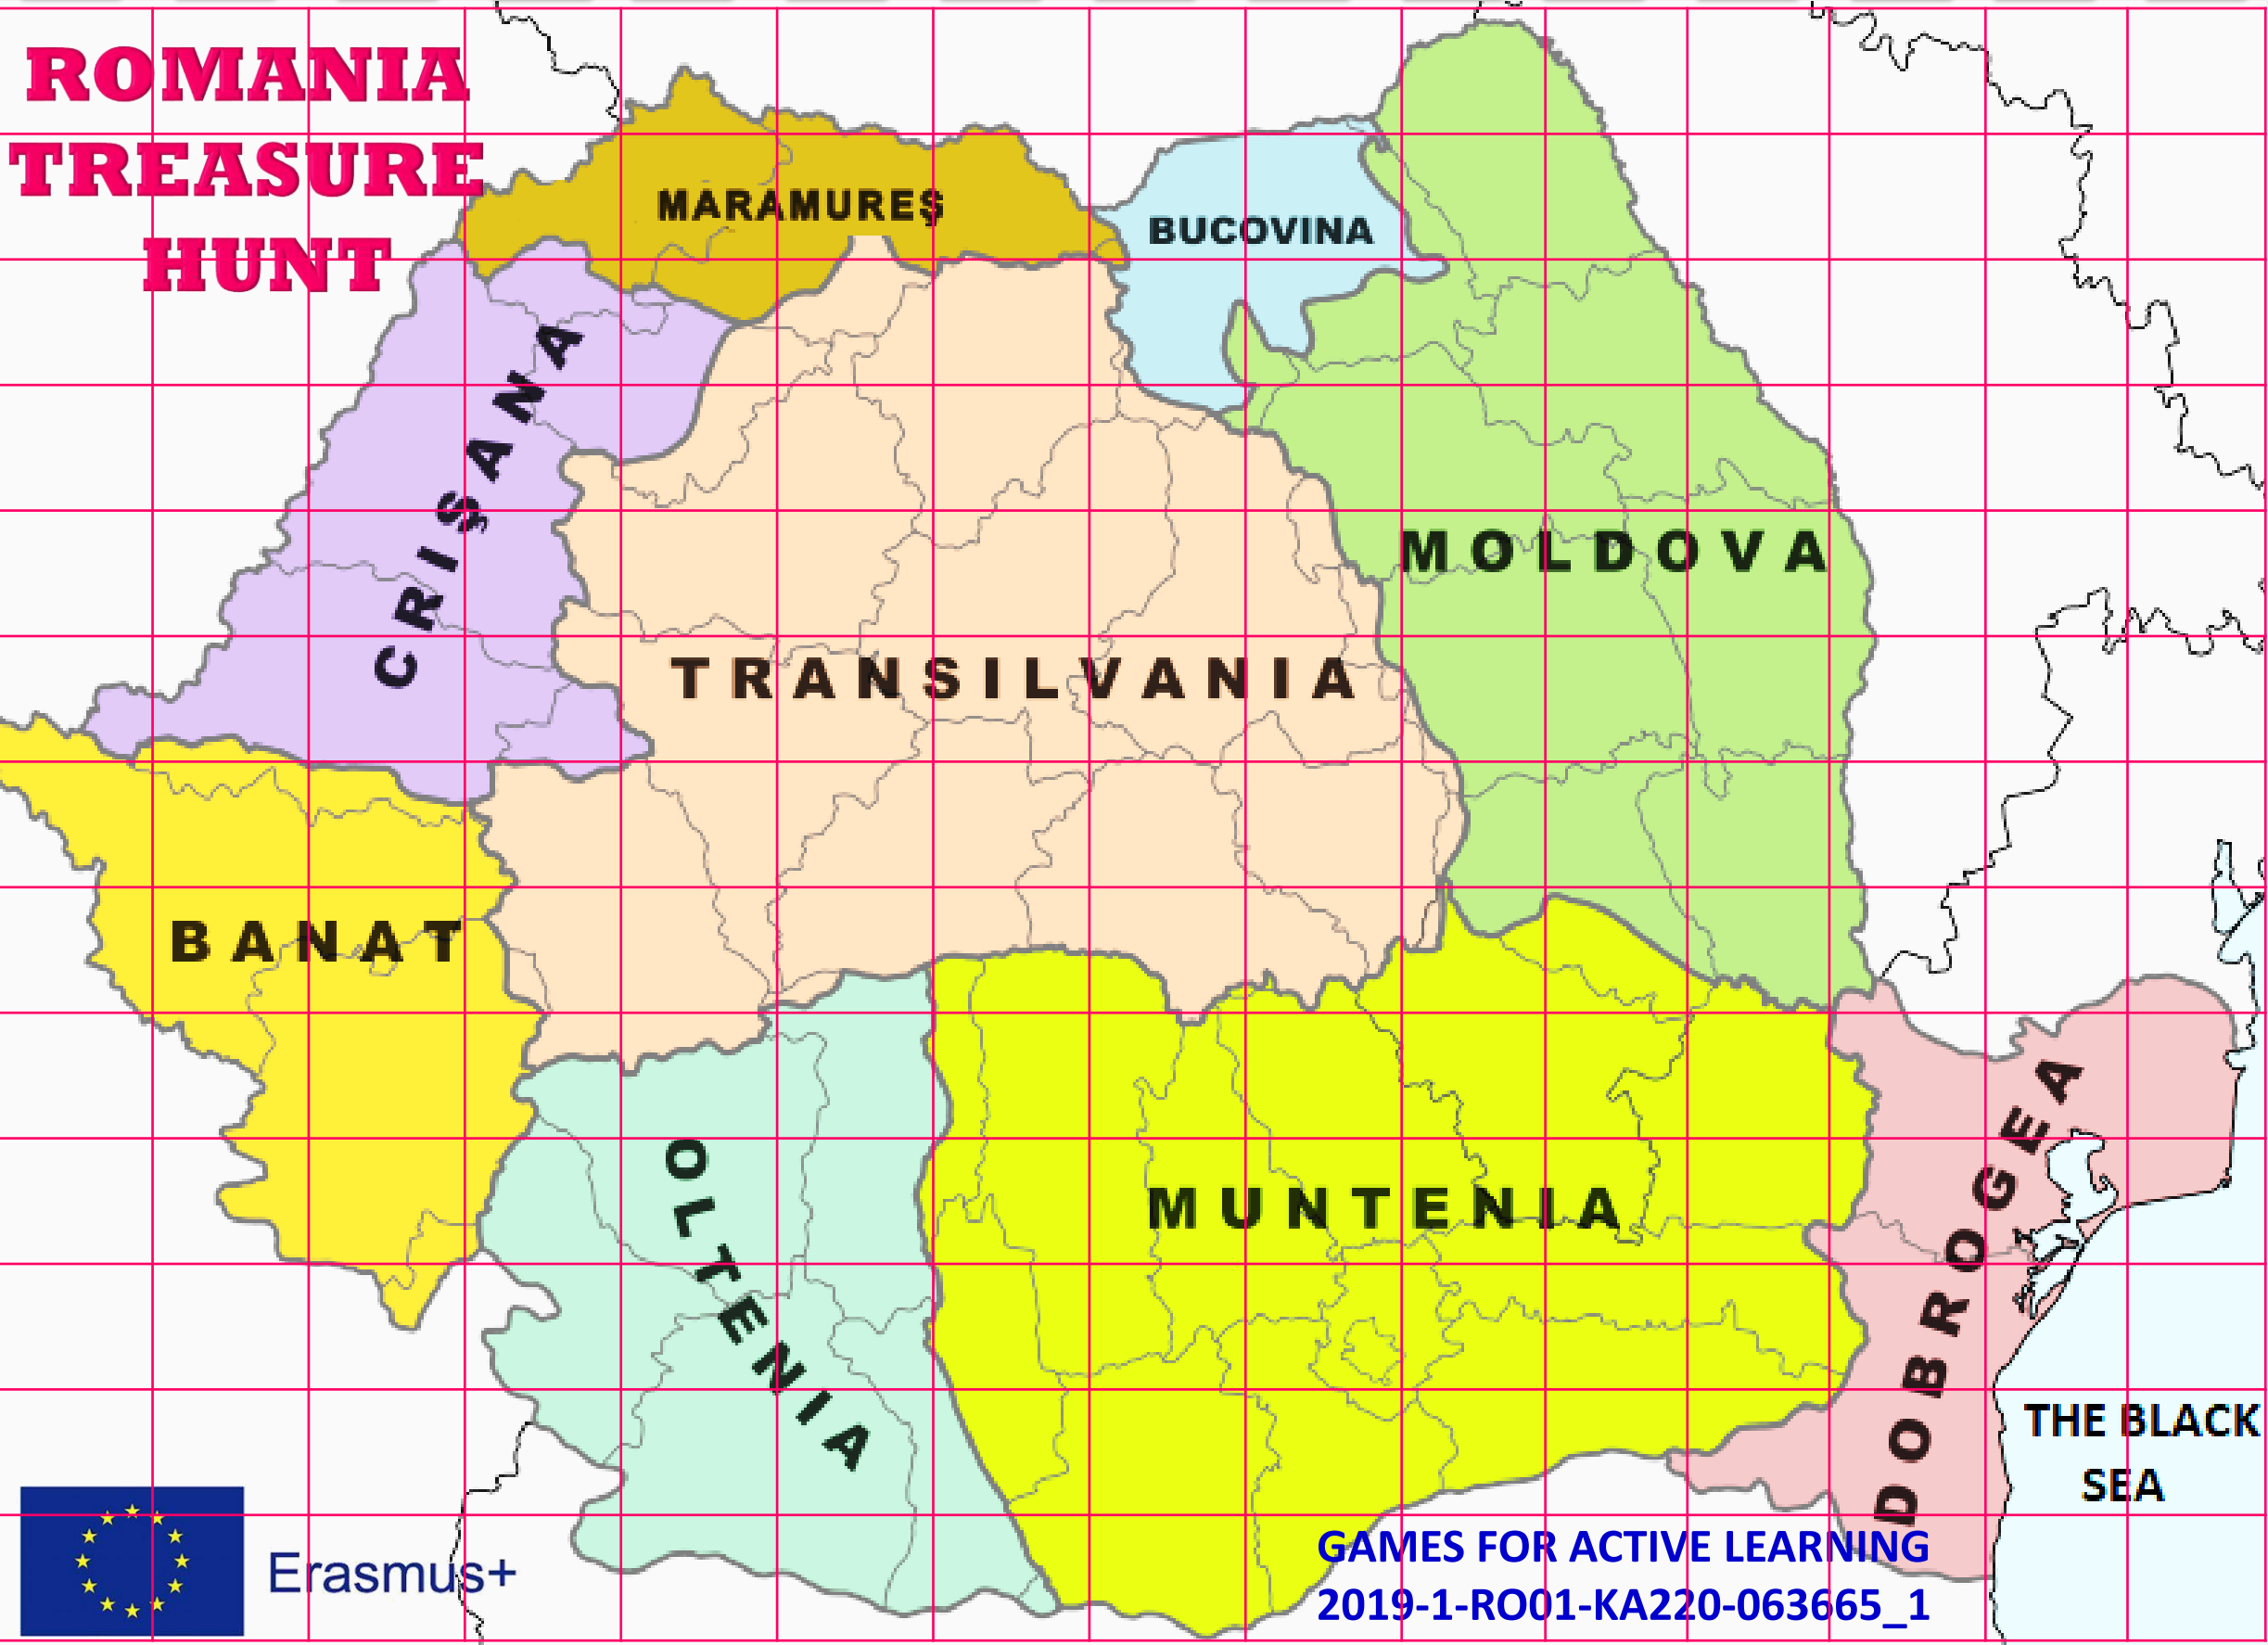 ROMANIA
TREASURE
HUNT
MARAMUREȘ
BUCOVINA
CRIȘANA
MOLDOVA
TRANSILVANIA
BANAT
OLTENIA
MUNTENIA
DOBROGEA
THE BLACK
SEA
Erasmus+
GAMES FOR ACTIVE LEARNING
2019-1-RO01-KA220-063665_1